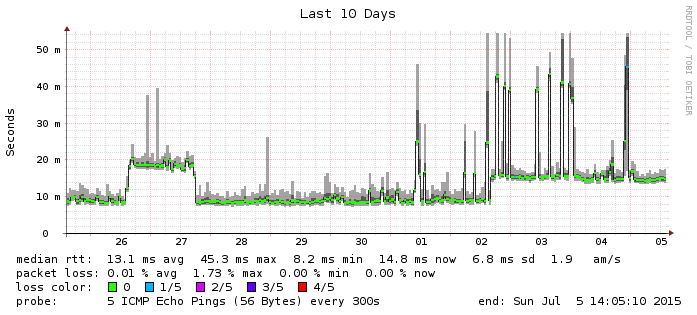 Last 10 Days
RRDTOOL / TOBI OETIKER
Seconds
50 m
40 m
30 m
20 m
10 m
0
26 27 28 29 30 01 02 03 04 05
median rtt: 13.1 ms avg 45.3 ms max 8.2 ms min 14.8 ms now 6.8 ms sd 1.9 am/s
packet loss: 0.01 % avg 1.73 % max 0.00 % min 0.00 % now
loss color: 0 1/5 2/5 3/5 4/5
probe: 5 ICMP Echo Pings (56 Bytes) every 300s end: Sun Jul 5 14:05:10 2015